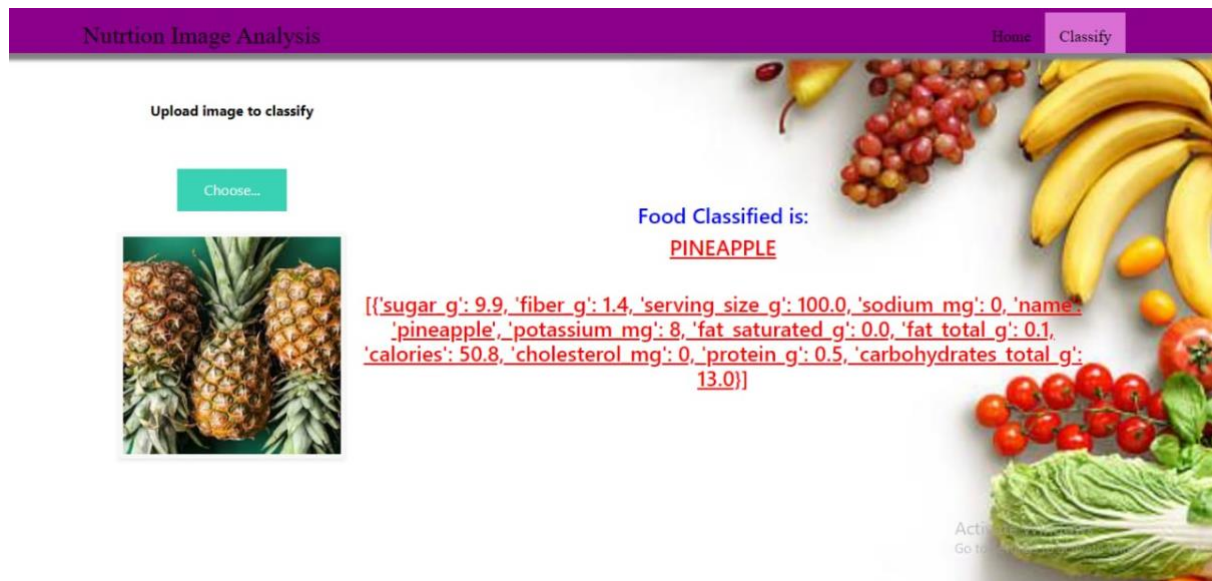 Nutrtion Image Analysis
Home
Classify
Upload image to classify
Choose...
Food Classified is:
PINEAPPLE
[{'sugar_g': 9.9, 'fiber_g': 1.4, 'serving_size_g': 100.0, 'sodium_mg': 0, 'name':
'pineapple', 'potassium_mg': 8, 'fat_saturated_g': 0.0, 'fat_total_g': 0.1,
'calories': 50.8, 'cholesterol_mg': 0, 'protein_g': 0.5, 'carbohydrates_total_g':
13.0}]
Go to